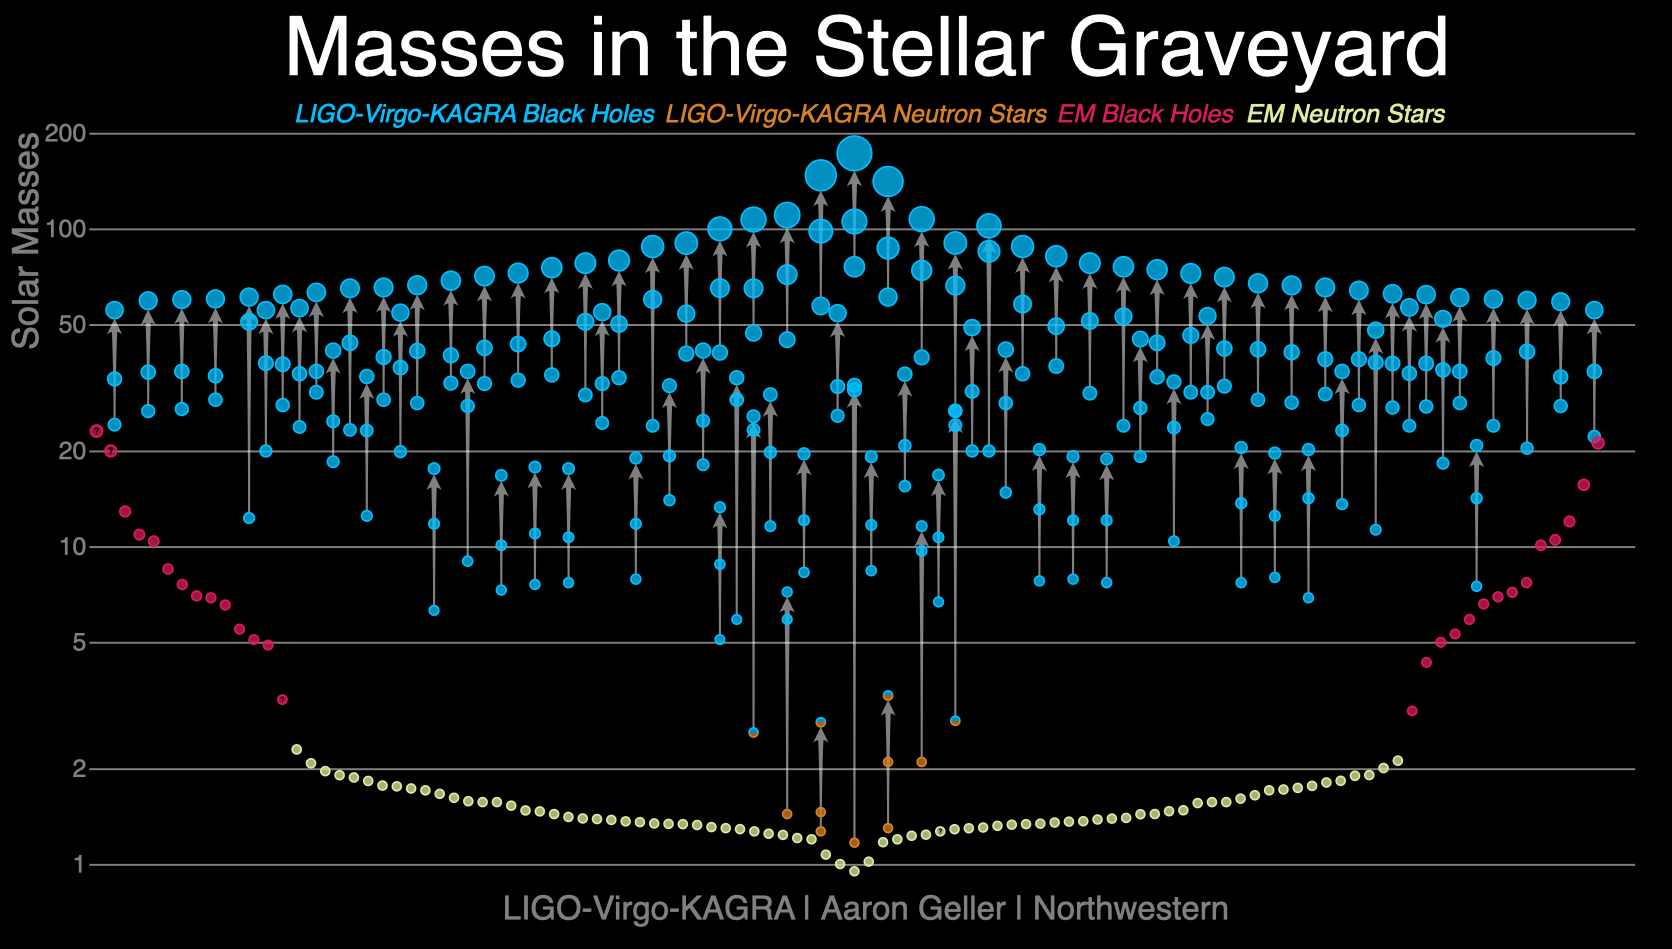 Masses in the Stellar Graveyard
LIGO-Virgo-KAGRA Black Holes LIGO-Virgo-KAGRA Neutron Stars EM Black Holes EM Neutron Stars
Solar Masses
200
100
50
20
10
5
2
1
LIGO-Virgo-KAGRA | Aaron Geller | Northwestern